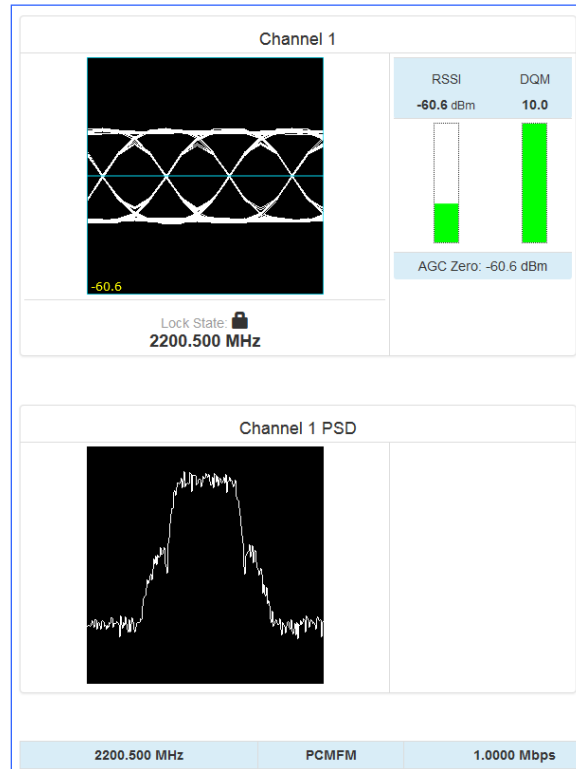 Channel 1
RSSI DQM
-60.6 dBm 10.0
-60.6
AGC Zero: -60.6 dBm
Lock State:
2200.500 MHz
Channel 1 PSD
2200.500 MHz PCMFM 1.0000 Mbps